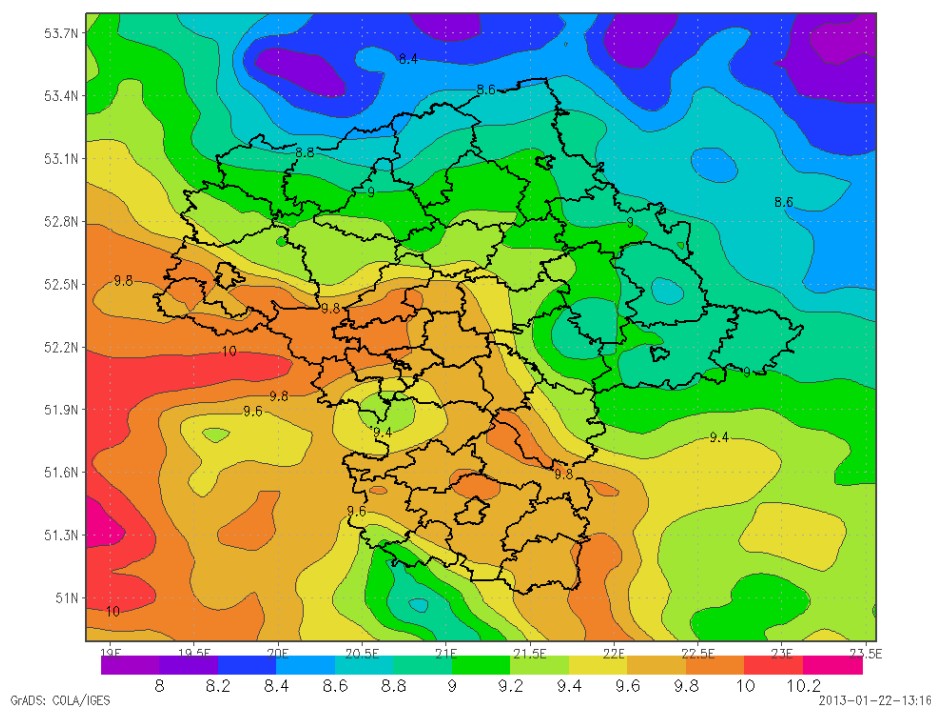 53.7N
53.4N
53.1N
52.8N
52.5N
52.2N
51.9N
51.6N
51.3N
51N
8.4
8.6
8.8
9
8.6
9
9.8
9.8
10
9
9.8
9.6
9.4
9.4
9.8
9.6
10
19E 19.5E 20E 20.5E 21E 21.5E 22E 22.5E 23E 23.5E
8 8.2 8.4 8.6 8.8 9 9.2 9.4 9.6 9.8 10 10.2
GrADS: COLA/IGES 2013-01-22-13:16